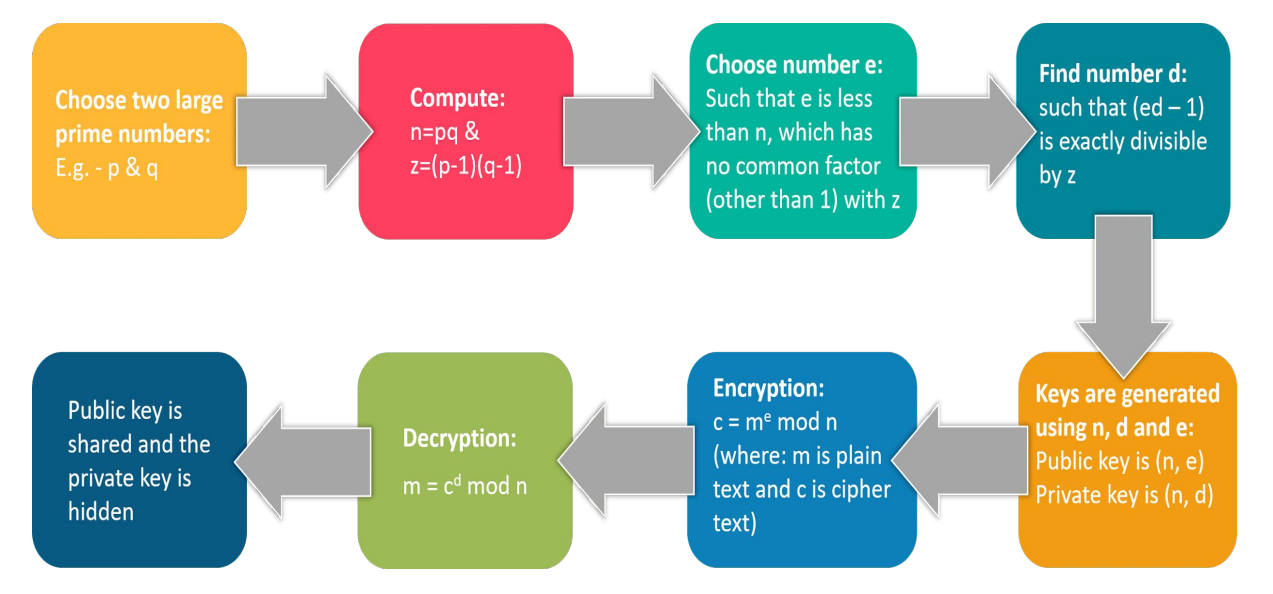 Choose two large
prime numbers:
E.g. - p & q
Compute:
n=pq &
z=(p-1)(q-1)
Choose number e:
Such that e is less
than n, which has
no common factor
(other than 1) with z
Find number d:
such that (ed – 1)
is exactly divisible
by z
Keys are generated
using n, d and e:
Public key is (n, e)
Private key is (n, d)
Encryption:
c = mᵉ mod n
(where: m is plain
text and c is cipher
text)
Decryption:
m = cᵈ mod n
Public key is
shared and the
private key is
hidden